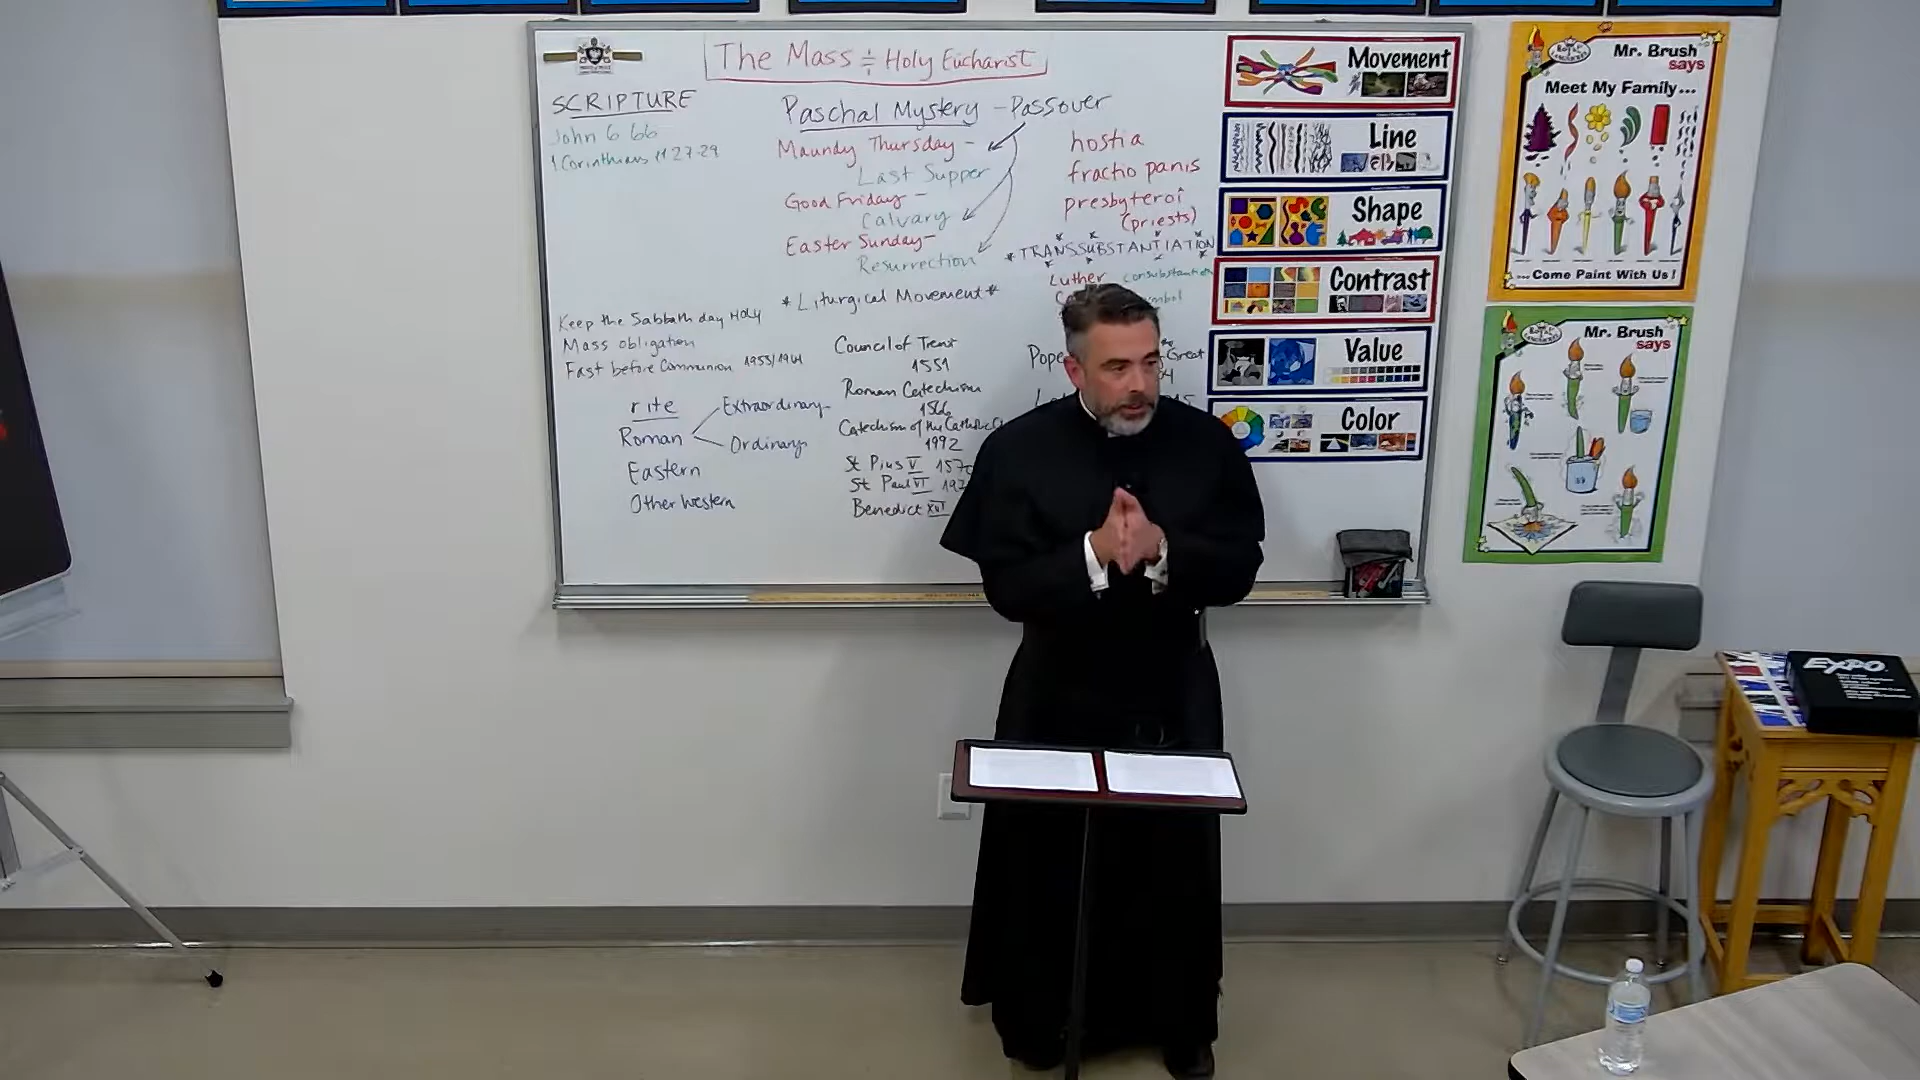 The Mass ÷ Holy Eucharist
SCRIPTURE
John 6 66
1 Corinthians 11 27-29
Paschal Mystery - Passover
Maundy Thursday -
Last Supper
Good Friday -
Calvary
Easter Sunday-
Resurrection
* Liturgical Movement *
hostia
fractio panis
presbyteroi
(priests)
*TRANSSUBSTANTIATION
Luther
Pope
Great
Keep the Sabbath day Holy
Mass obligation
Fast before Communion 1953/1964
rite
Roman
Extraordinary
Ordinary
Eastern
Other Western
Council of Trent
1551
Roman Catechism
1566
Catechism of the Catholic
1992
St Pius V 1570
St Paul VI 197
Benedict XVI
Movement
Line
Shape
Contrast
Value
Color
Mr. Brush
says
Meet My Family...
...Come Paint With Us!
Mr. Brush
says
EXPO